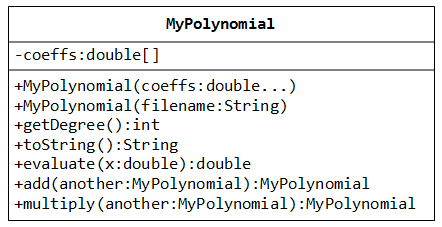 MyPolynomial
-coeffs:double[]
+MyPolynomial(coeffs:double...)
+MyPolynomial(filename:String)
+getDegree():int
+toString():String
+evaluate(x:double):double
+add(another:MyPolynomial):MyPolynomial
+multiply(another:MyPolynomial):MyPolynomial